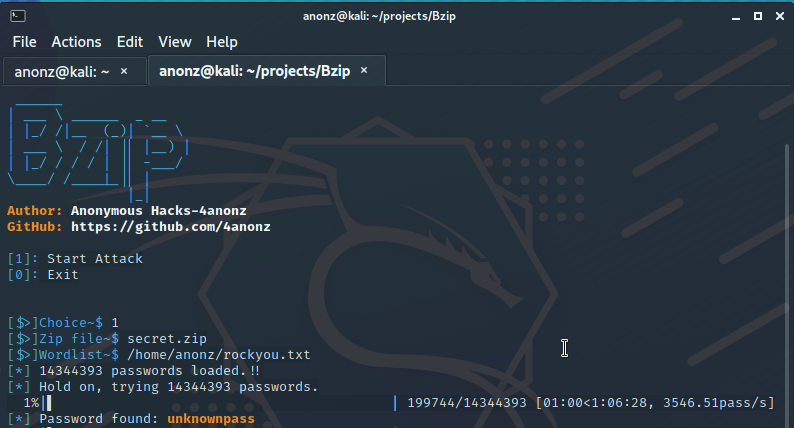 anonz@kali: ~/projects/Bzip
File Actions Edit View Help
anonz@kali: ~ × anonz@kali: ~/projects/Bzip ×
Bzip
Author: Anonymous Hacks-4anonz
GitHub: https://github.com/4anonz
[1]: Start Attack
[0]: Exit
[$>]Choice~$ 1
[$>]Zip file~$ secret.zip
[$>]Wordlist~$ /home/anonz/rockyou.txt
[*] 14344393 passwords loaded.!!
[*] Hold on, trying 14344393 passwords.
1%| | 199744/14344393 [01:00<1:06:28, 3546.51pass/s]
[*] Password found: unknownpass